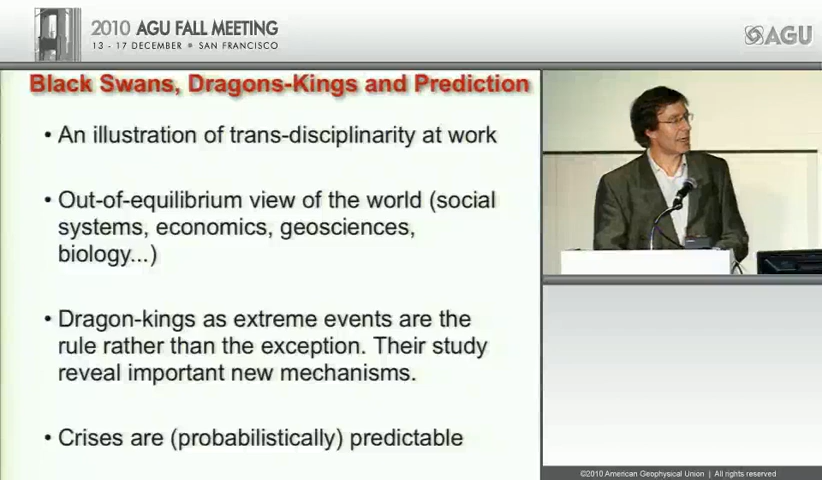 2010 AGU FALL MEETING
13 - 17 DECEMBER • SAN FRANCISCO
AGU
Black Swans, Dragons-Kings and Prediction
• An illustration of trans-disciplinarity at work
• Out-of-equilibrium view of the world (social
systems, economics, geosciences,
biology...)
• Dragon-kings as extreme events are the
rule rather than the exception. Their study
reveal important new mechanisms.
• Crises are (probabilistically) predictable
©2010 American Geophysical Union | All rights reserved